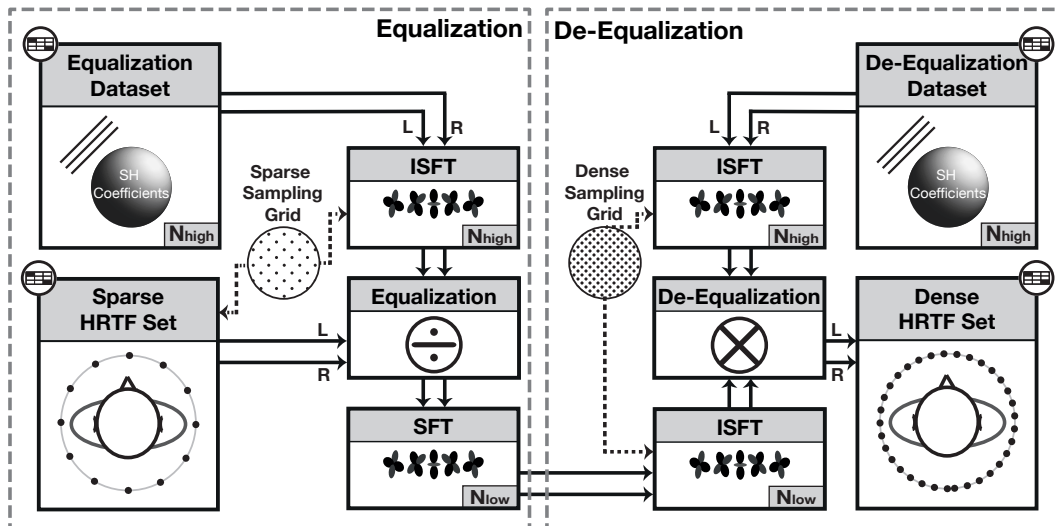 Equalization
Equalization
Dataset
SH
Coefficients
Nhigh
L
R
ISFT
Nhigh
Sparse
Sampling
Grid
Sparse
HRTF Set
L
R
Equalization
SFT
Nlow
De-Equalization
De-Equalization
Dataset
SH
Coefficients
Nhigh
L
R
ISFT
Nhigh
Dense
Sampling
Grid
De-Equalization
L
R
Dense
HRTF Set
ISFT
Nlow